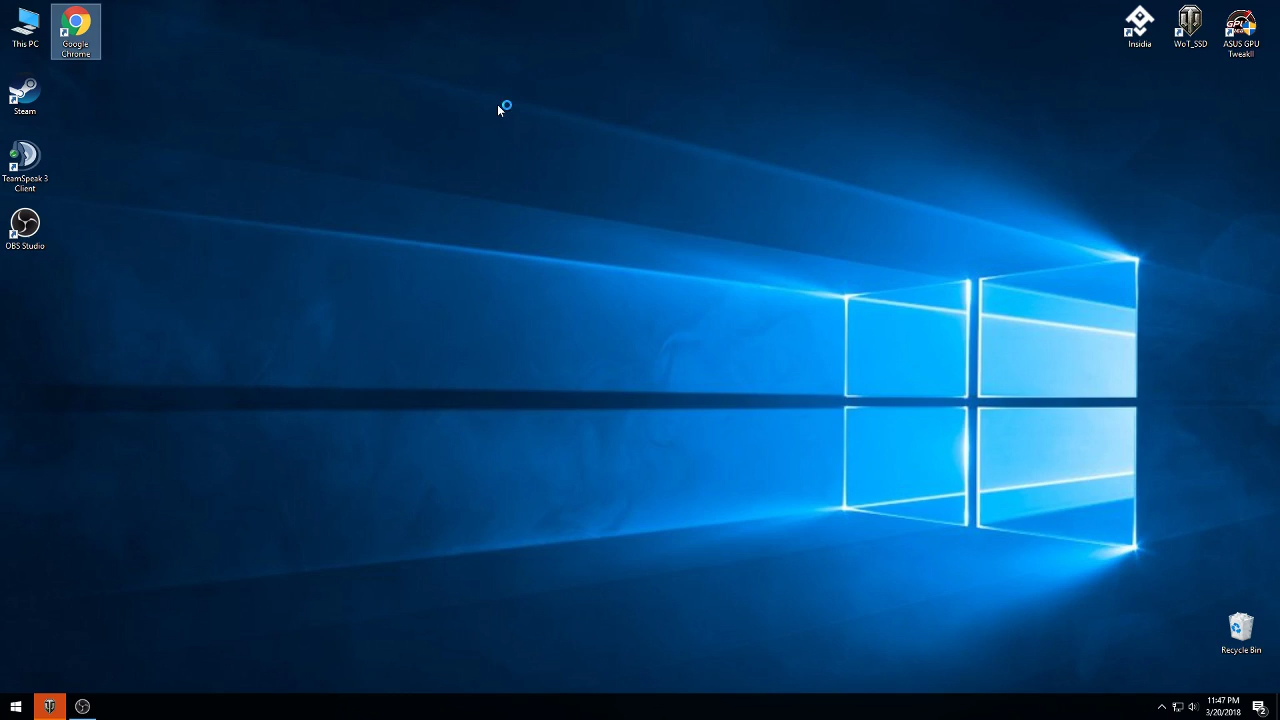 This PC
Google
Chrome
Steam
TeamSpeak 3
Client
OBS Studio
Insidia
WoT_SSD
ASUS GPU
TweakII
Recycle Bin
11:47 PM
3/20/2018
2